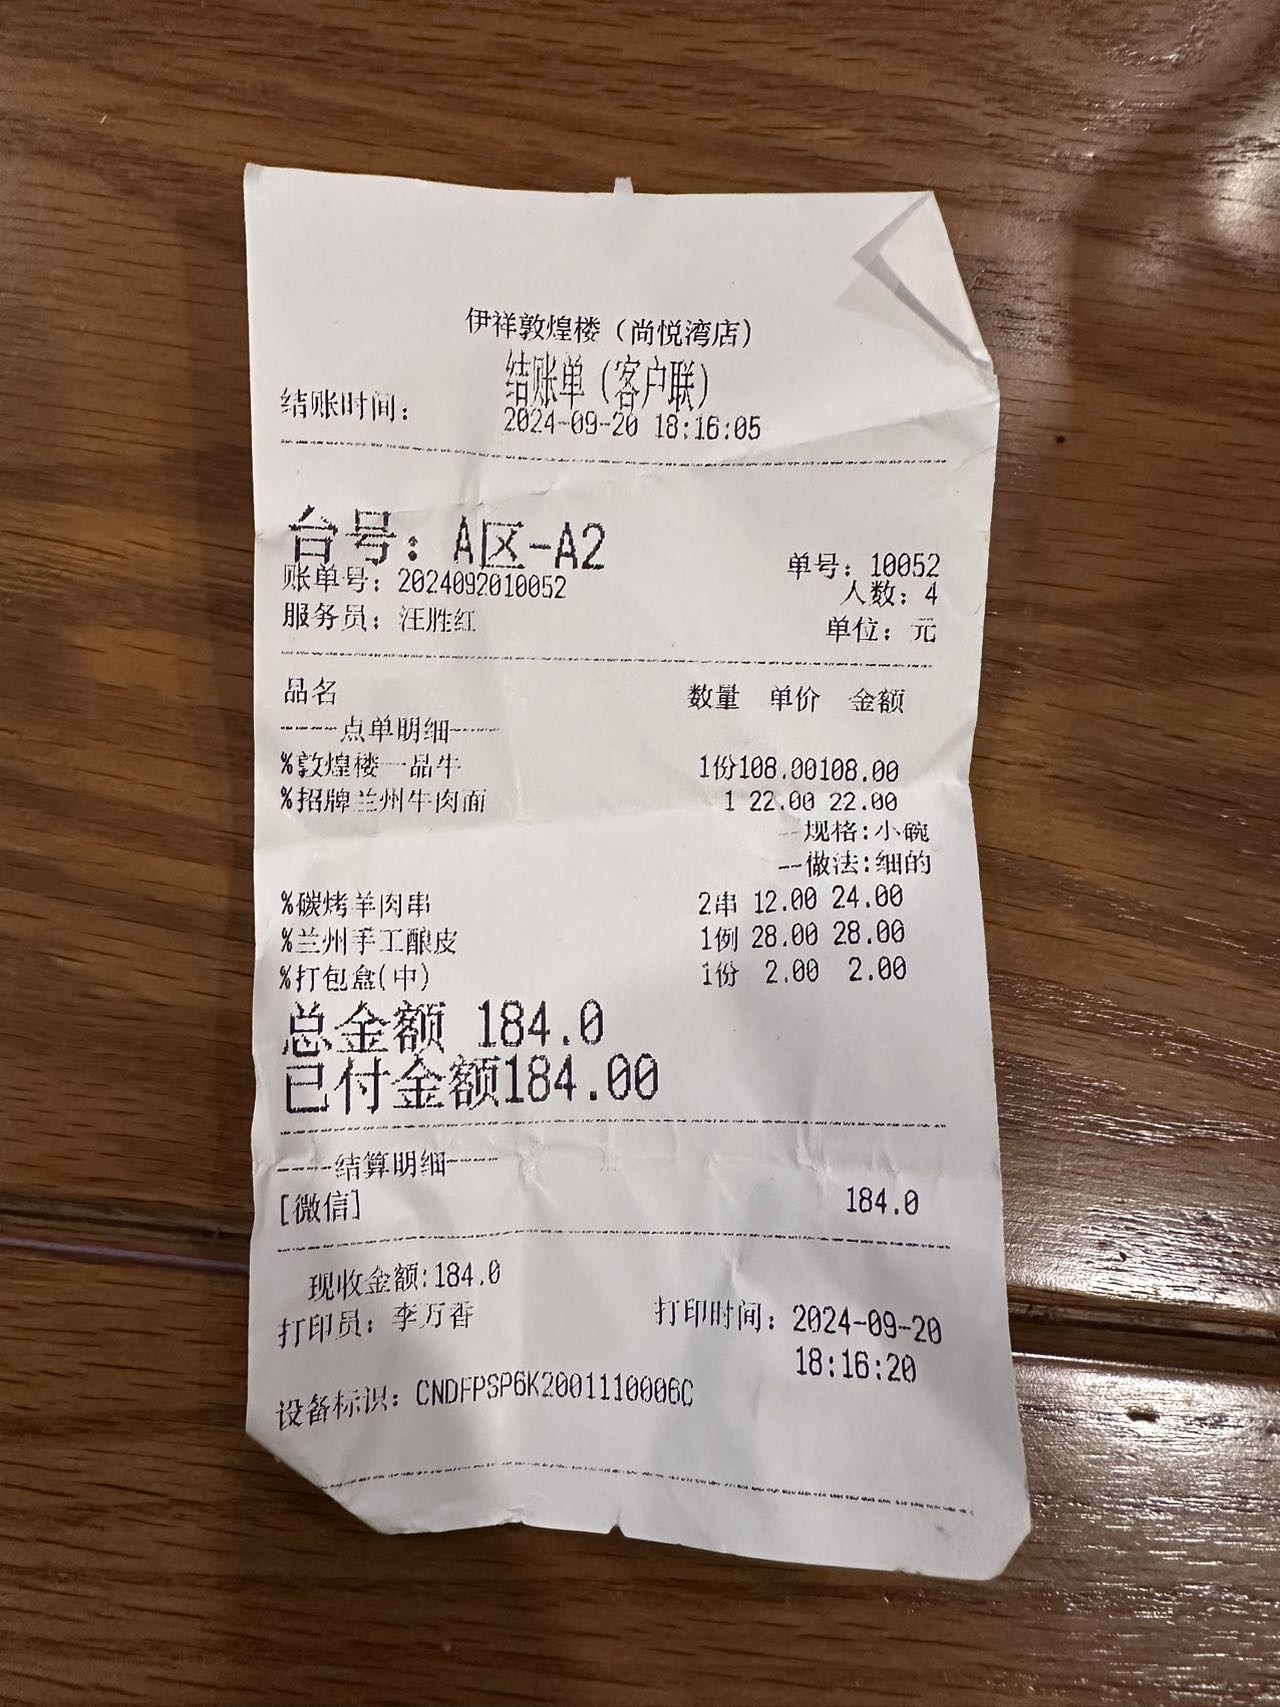 伊祥敦煌楼（尚悦湾店）
结账单（客户联）
结账时间： 2024-09-20 18:16:05
台号：A区-A2
单号：10052
账单号：2024092010052
人数：4
服务员：汪胜红
单位：元
品名 数量 单价 金额
----点单明细----
%敦煌楼一品牛 1份108.00108.00
%招牌兰州牛肉面 1 22.00 22.00
--规格:小碗
--做法:细的
%碳烤羊肉串 2串 12.00 24.00
%兰州手工酿皮 1例 28.00 28.00
%打包盒(中) 1份 2.00 2.00
总金额 184.0
已付金额184.00
----结算明细----
[微信] 184.0
现收金额:184.0
打印员：李万香 打印时间：2024-09-20
18:16:20
设备标识：CNDFPSP6K2001110006C